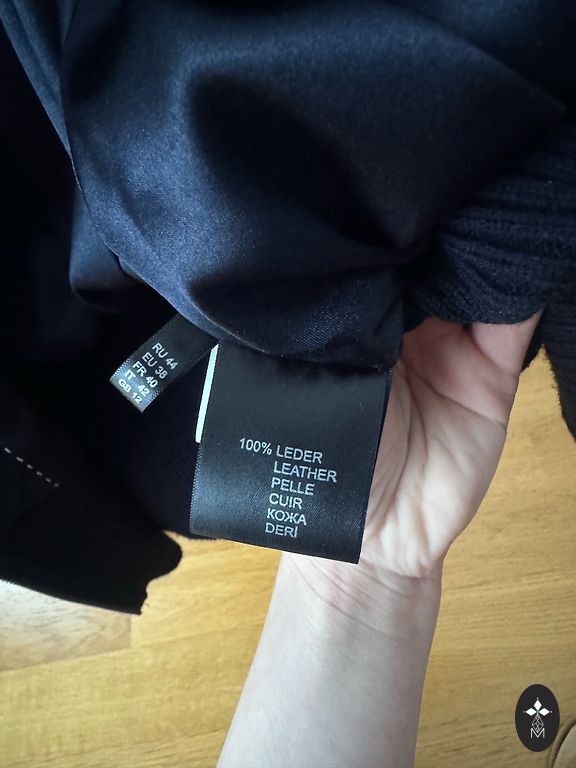 RU 44
EU 38
FR 40
IT 42
GB 12
100% LEDER
LEATHER
PELLE
CUIR
КОЖА
DERİ
M